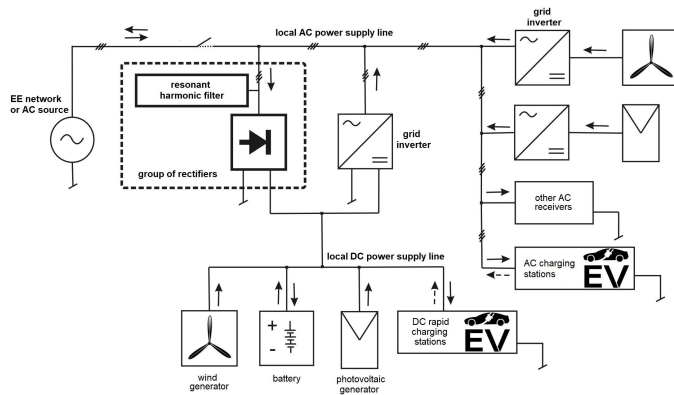 local AC power supply line
grid
inverter
EE network
or AC source
resonant
harmonic filter
group of rectifiers
grid
inverter
other AC
receivers
AC charging
stations
EV
local DC power supply line
+
-
DC rapid
charging
stations
EV
wind
generator
battery
photovoltaic
generator